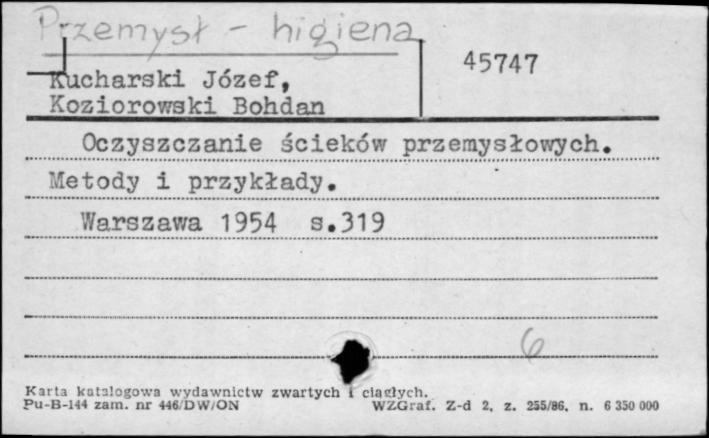 Przemysł - higiena
45747
Kucharski Józef,
Koziorowski Bohdan
Oczyszczanie ścieków przemysłowych.
Metody i przykłady.
Warszawa 1954 s.319
6
Karta katalogowa wydawnictw zwartych i ciągłych.
Pu-B-144 zam. nr 446/DW/ON WZGraf. Z-d 2, z. 255/86, n. 6 350 000